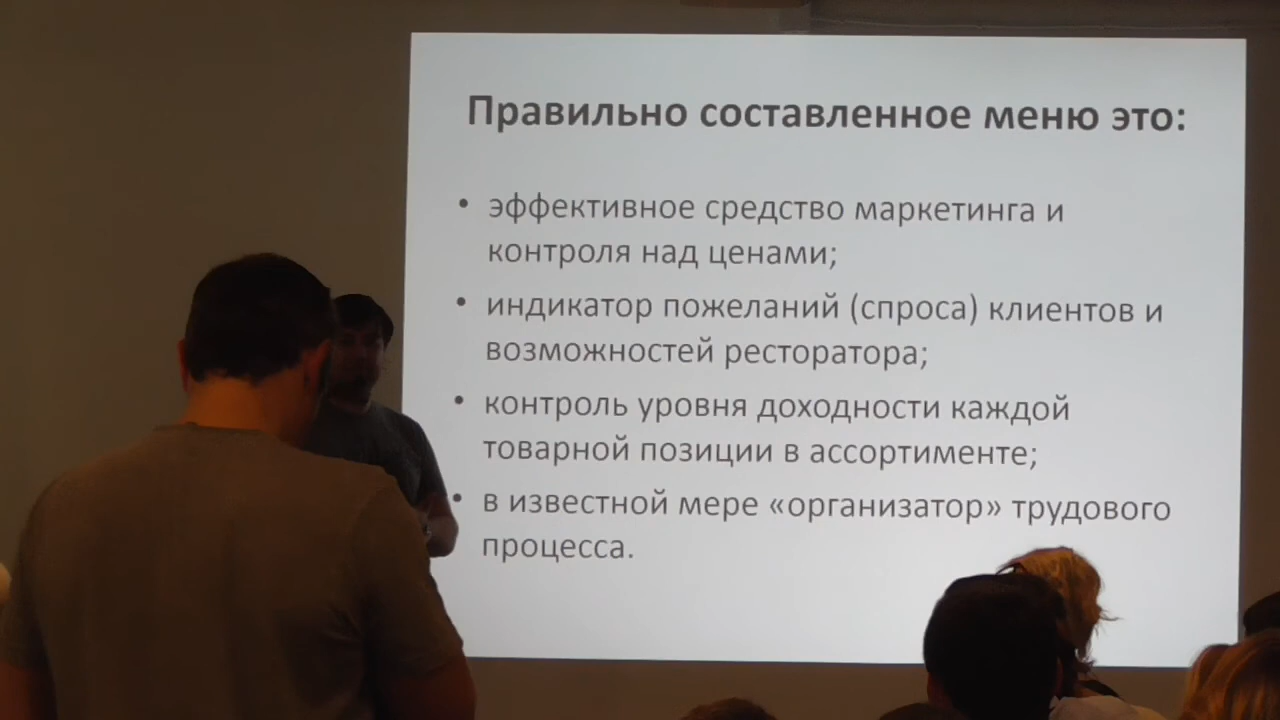 Правильно составленное меню это:
• эффективное средство маркетинга и
контроля над ценами;
• индикатор пожеланий (спроса) клиентов и
возможностей ресторатора;
• контроль уровня доходности каждой
товарной позиции в ассортименте;
• в известной мере «организатор» трудового
процесса.